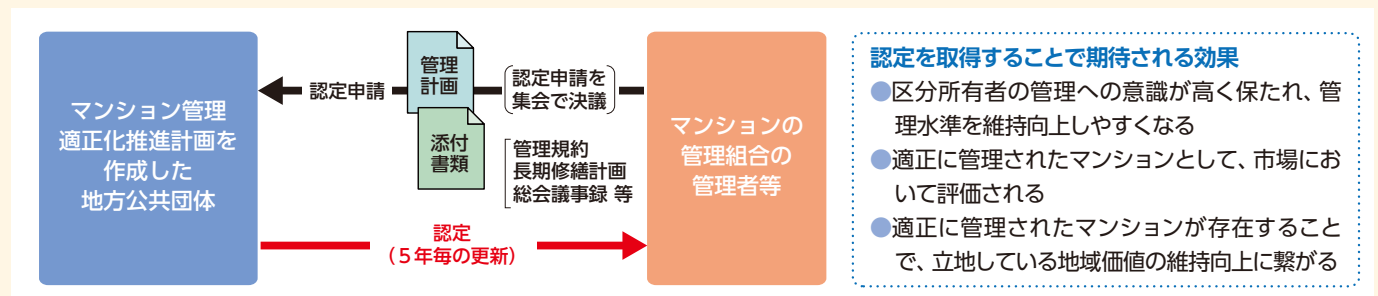 マンション管理
適正化推進計画を
作成した
地方公共団体
認定申請
管理
計画
添付
書類
認定申請を
集会で決議
管理規約
長期修繕計画
総会議事録 等
認定
（５年毎の更新）
マンションの
管理組合の
管理者等
認定を取得することで期待される効果
●区分所有者の管理への意識が高く保たれ、管
理水準を維持向上しやすくなる
●適正に管理されたマンションとして、市場にお
いて評価される
●適正に管理されたマンションが存在すること
で、立地している地域価値の維持向上に繋がる